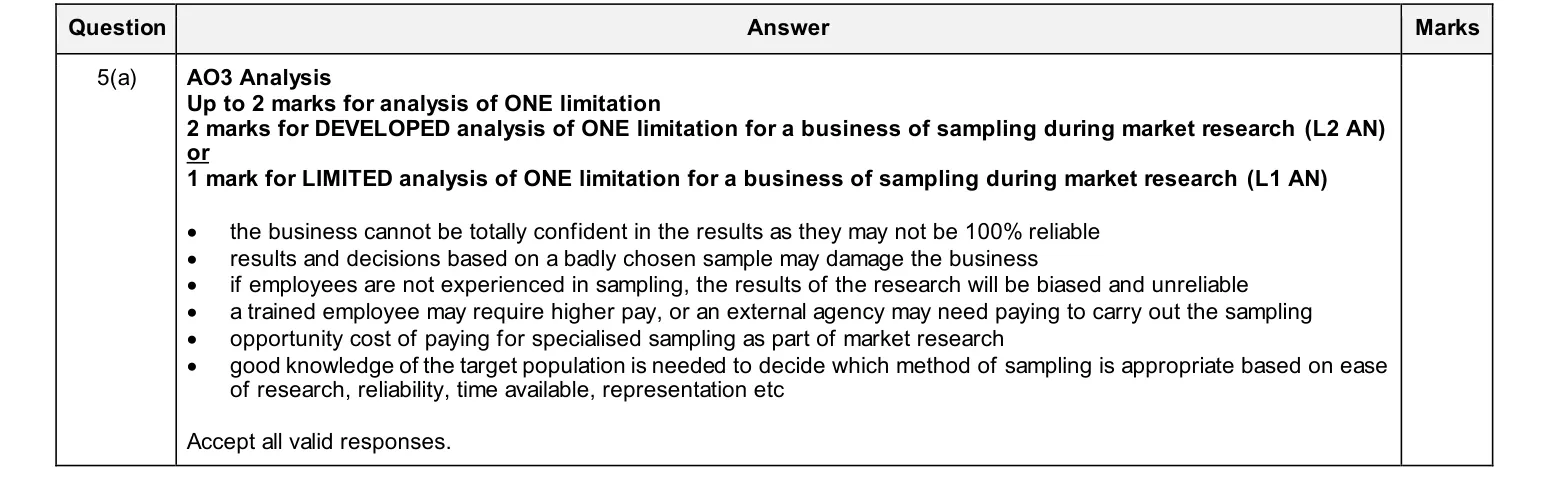 Question Answer Marks
5(a) AO3 Analysis
Up to 2 marks for analysis of ONE limitation
2 marks for DEVELOPED analysis of ONE limitation for a business of sampling during market research (L2 AN)
or
1 mark for LIMITED analysis of ONE limitation for a business of sampling during market research (L1 AN)
• the business cannot be totally confident in the results as they may not be 100% reliable
• results and decisions based on a badly chosen sample may damage the business
• if employees are not experienced in sampling, the results of the research will be biased and unreliable
• a trained employee may require higher pay, or an external agency may need paying to carry out the sampling
• opportunity cost of paying for specialised sampling as part of market research
• good knowledge of the target population is needed to decide which method of sampling is appropriate based on ease
of research, reliability, time available, representation etc
Accept all valid responses.